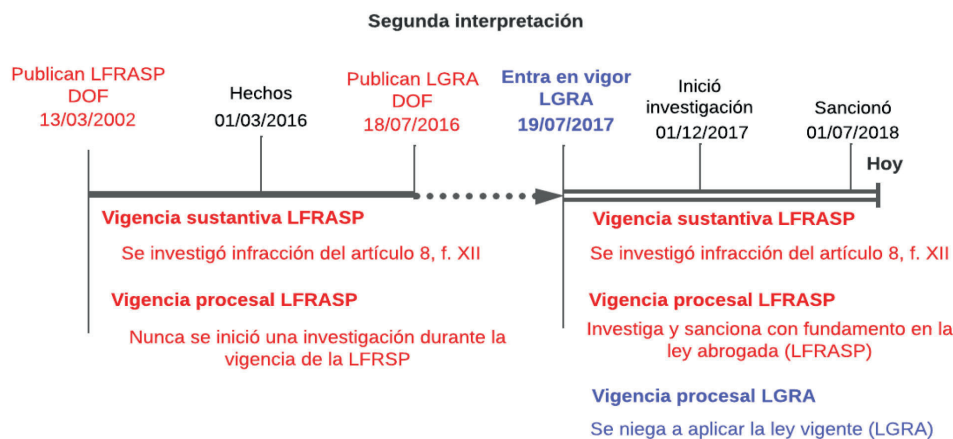 Segunda interpretación
Publican LFRASP
DOF
13/03/2002
Hechos
01/03/2016
Publican LGRA
DOF
18/07/2016
Entra en vigor
LGRA
19/07/2017
Inició
investigación
01/12/2017
Sancionó
01/07/2018
Hoy
Vigencia sustantiva LFRASP
Se investigó infracción del artículo 8, f. XII
Vigencia procesal LFRASP
Nunca se inició una investigación durante la
vigencia de la LFRSP
Vigencia sustantiva LFRASP
Se investigó infracción del artículo 8, f. XII
Vigencia procesal LFRASP
Investiga y sanciona con fundamento en la
ley abrogada (LFRASP)
Vigencia procesal LGRA
Se niega a aplicar la ley vigente (LGRA)